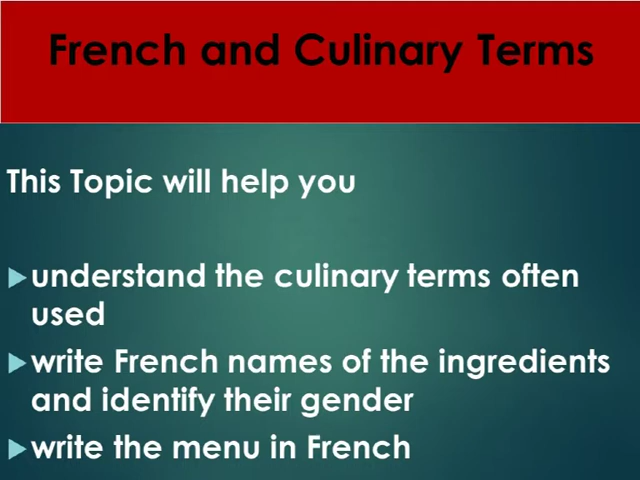 French and Culinary Terms
This Topic will help you
understand the culinary terms often
used
write French names of the ingredients
and identify their gender
write the menu in French